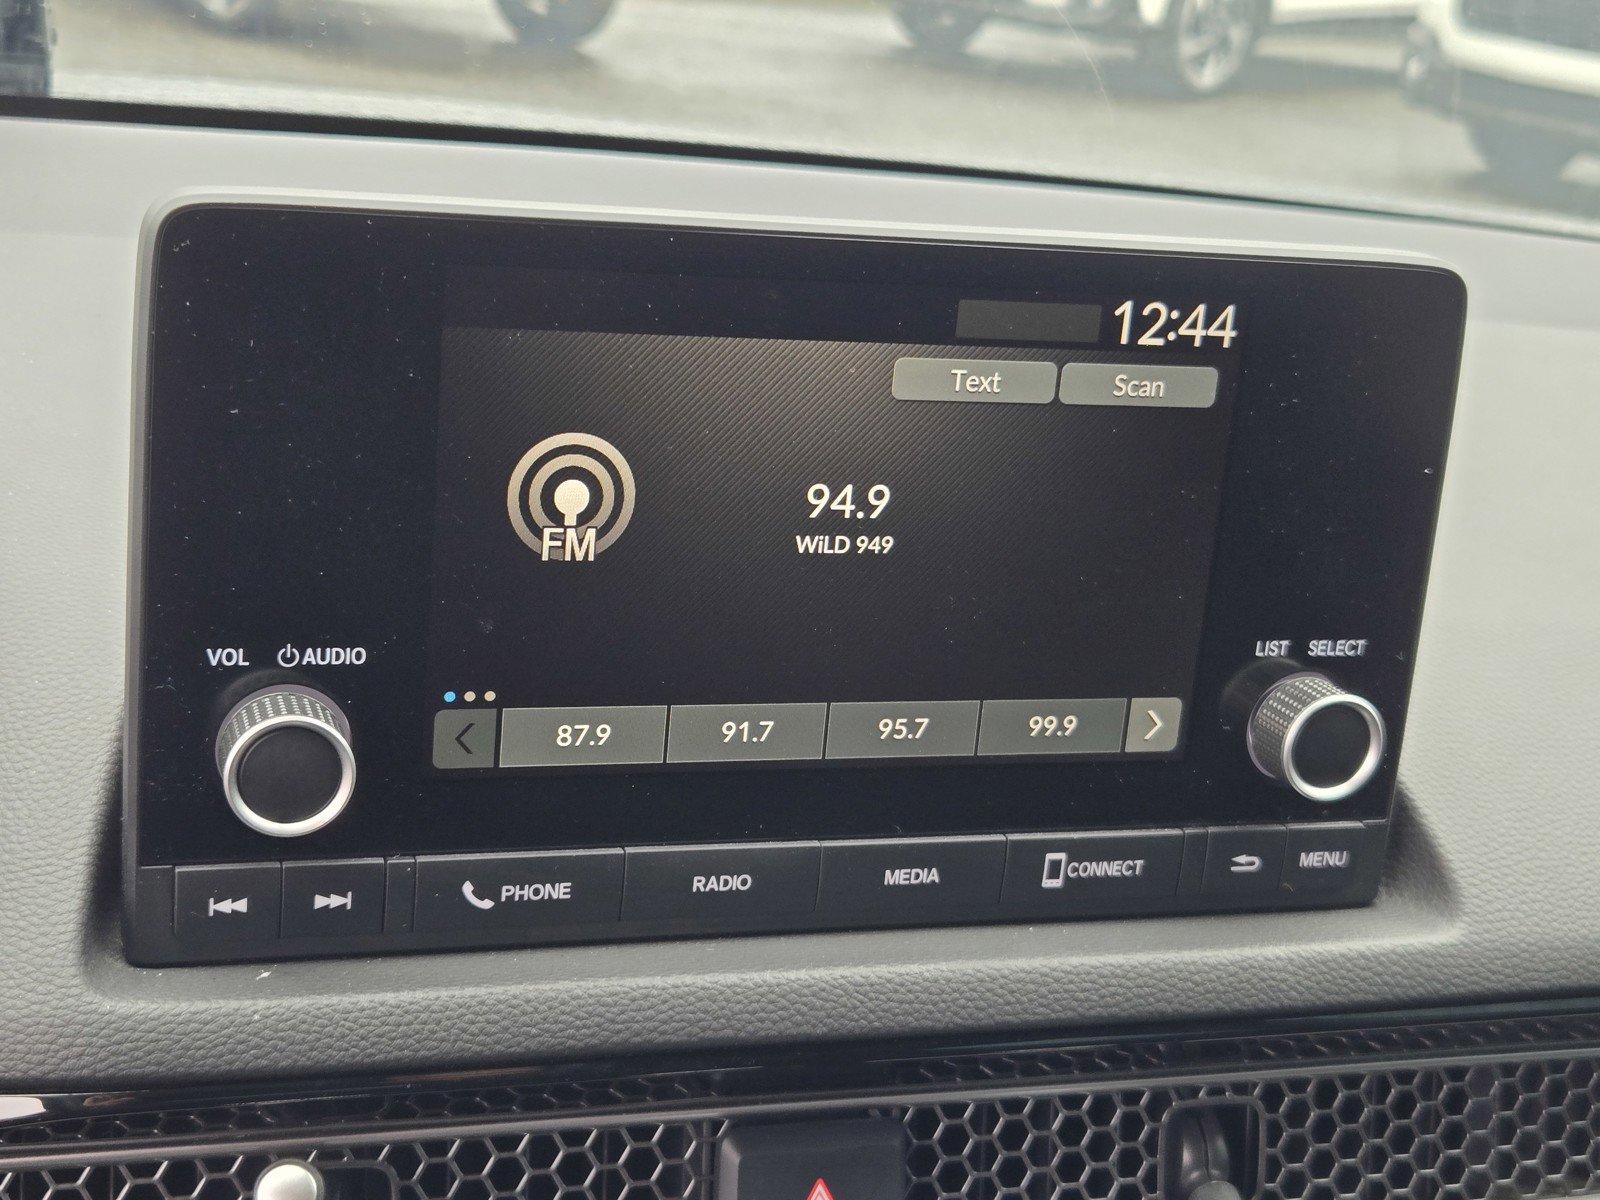 12:44
Text Scan
94.9
WiLD 949
FM
VOL AUDIO
LIST SELECT
87.9 91.7 95.7 99.9
PHONE RADIO MEDIA CONNECT MENU